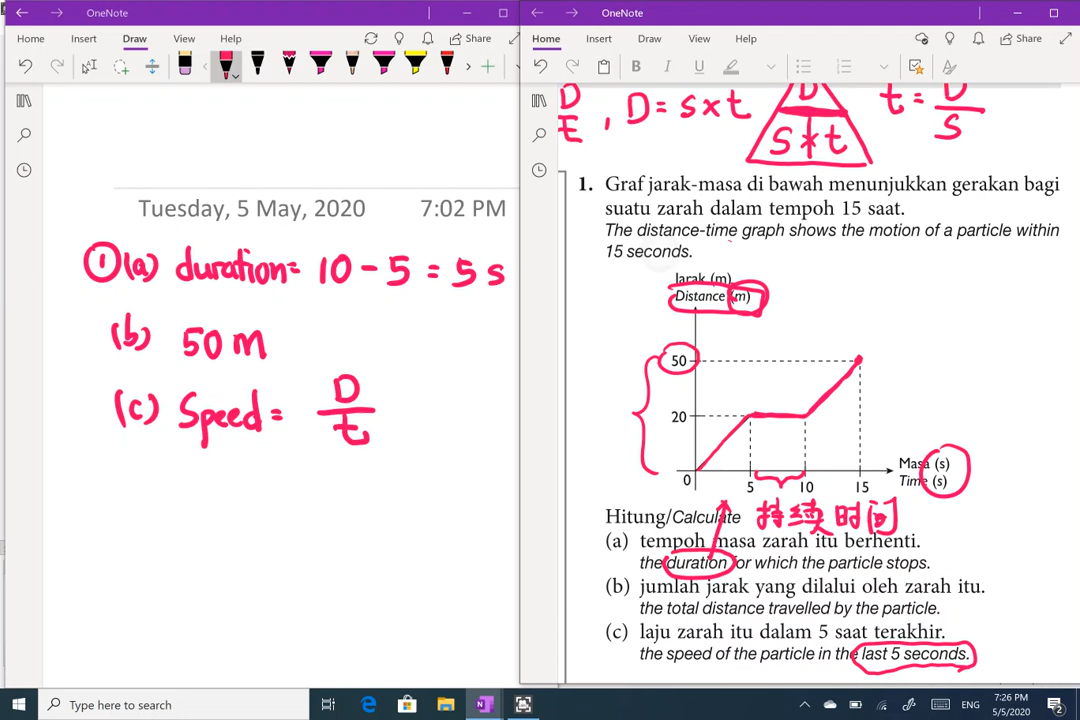 OneNote
Home Insert Draw View Help Share
Tuesday, 5 May, 2020 7:02 PM
① (a) duration = 10 - 5 = 5 s
(b) 50 m
(c) Speed = D/t
OneNote
Home Insert Draw View Help Share
B I U
D/t , D = s x t
D
S * t
t = D/S
1. Graf jarak-masa di bawah menunjukkan gerakan bagi
suatu zarah dalam tempoh 15 saat.
The distance-time graph shows the motion of a particle within
15 seconds.
Jarak (m)
Distance (m)
50
20
0 5 10 15
Masa (s)
Time (s)
持续时间
Hitung/Calculate
(a) tempoh masa zarah itu berhenti.
the duration for which the particle stops.
(b) jumlah jarak yang dilalui oleh zarah itu.
the total distance travelled by the particle.
(c) laju zarah itu dalam 5 saat terakhir.
the speed of the particle in the last 5 seconds.
Type here to search
ENG
7:26 PM
5/5/2020
2